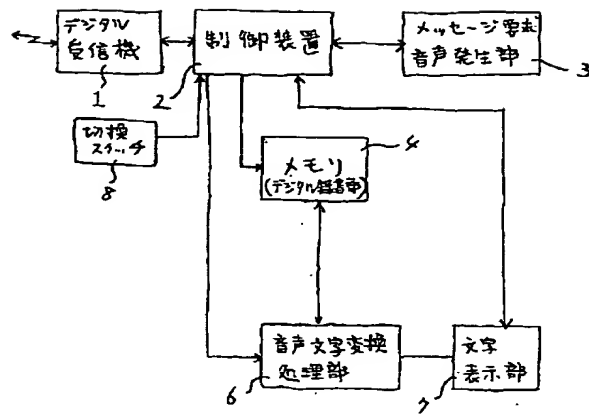 デジタル
受信機
1
制御装置
2
メッセージ要求
音声発生部
3
切換
スイッチ
8
メモリ
(デジタル録音車)
4
音声文字変換
処理部
6
文字
表示部
7